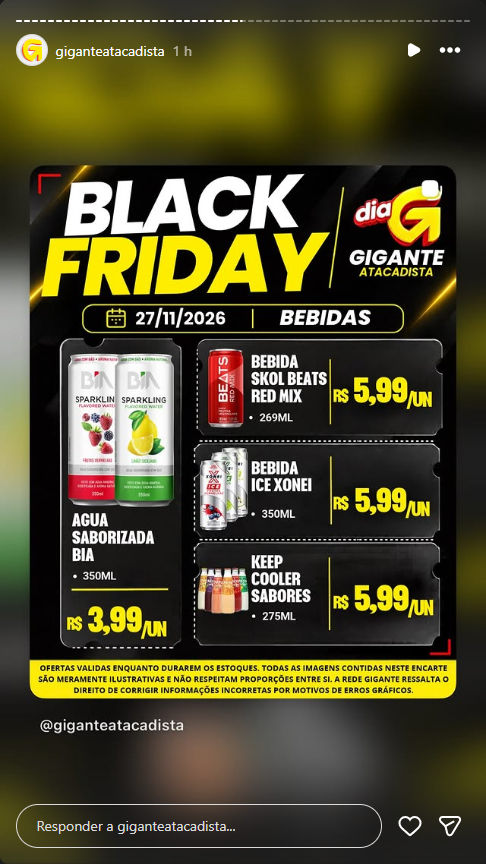 giganteatacadista 1 h
BLACK
FRIDAY
dia G
GIGANTE
ATACADISTA
27/11/2026 | BEBIDAS
BIA BIA
SPARKLING SPARKLING
FLAVORED WATER FLAVORED WATER
AGUA
SABORIZADA
BIA
• 350ML
R$ 3,99/UN
BEATS
RED MIX
BEBIDA
SKOL BEATS
RED MIX
• 269ML
R$ 5,99/UN
XONEI
ICE
BEBIDA
ICE XONEI
• 350ML
R$ 5,99/UN
KEEP
COOLER
SABORES
• 275ML
R$ 5,99/UN
OFERTAS VALIDAS ENQUANTO DURAREM OS ESTOQUES. TODAS AS IMAGENS CONTIDAS NESTE ENCARTE
SÃO MERAMENTE ILUSTRATIVAS E NÃO RESPEITAM PROPORÇÕES ENTRE SI. A REDE GIGANTE RESSALTA O
DIREITO DE CORRIGIR INFORMAÇÕES INCORRETAS POR MOTIVOS DE ERROS GRÁFICOS.
@giganteatacadista
Responder a giganteatacadista...